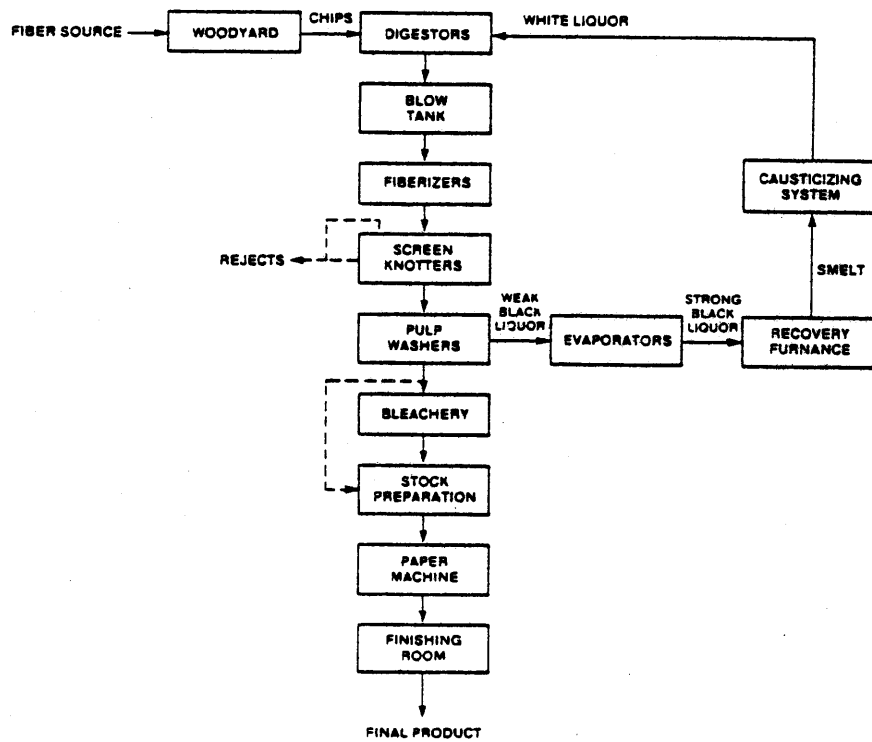 CHIPS
WHITE LIQUOR
FIBER SOURCE
WOODYARD
DIGESTORS
BLOW
TANK
FIBERIZERS
CAUSTICIZING
SYSTEM
REJECTS
SCREEN
KNOTTERS
SMELT
WEAK
BLACK
LIQUOR
STRONG
BLACK
LIQUOR
PULP
WASHERS
EVAPORATORS
RECOVERY
FURNANCE
BLEACHERY
STOCK
PREPARATION
PAPER
MACHINE
FINISHING
ROOM
FINAL PRODUCT